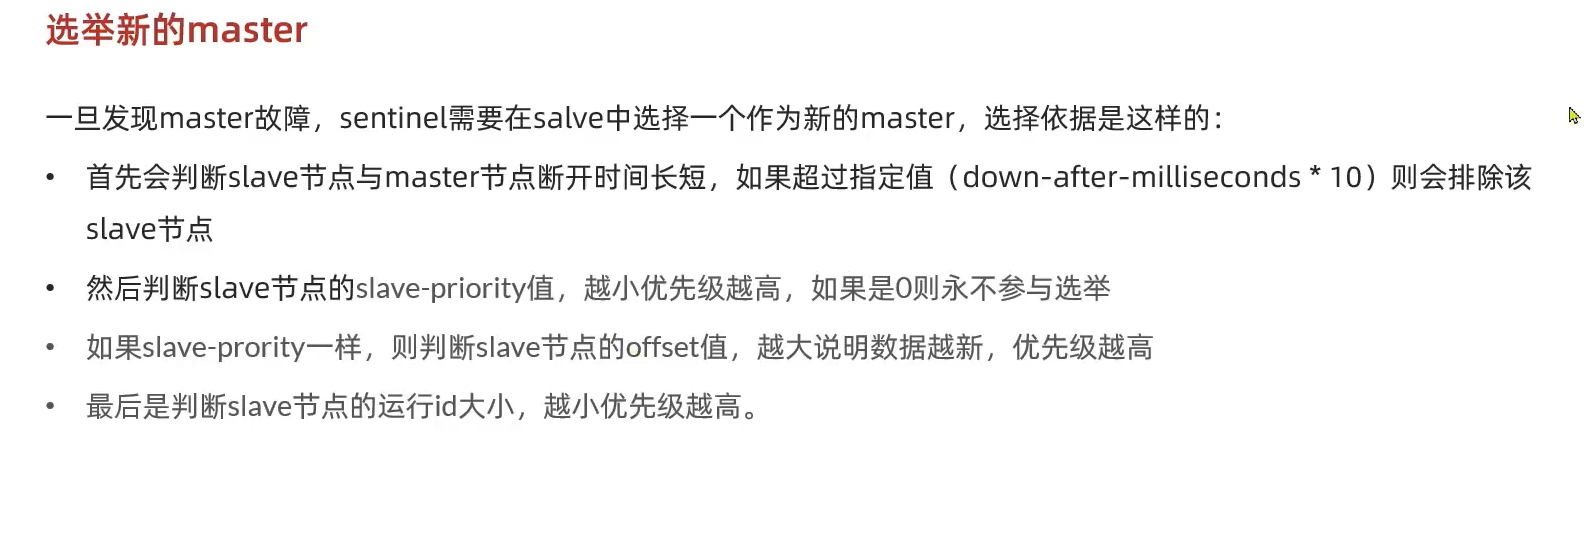 选举新的master
一旦发现master故障，sentinel需要在salve中选择一个作为新的master，选择依据是这样的：
• 首先会判断slave节点与master节点断开时间长短，如果超过指定值（down-after-milliseconds * 10）则会排除该
slave节点
• 然后判断slave节点的slave-priority值，越小优先级越高，如果是0则永不参与选举
• 如果slave-prority一样，则判断slave节点的offset值，越大说明数据越新，优先级越高
• 最后是判断slave节点的运行id大小，越小优先级越高。